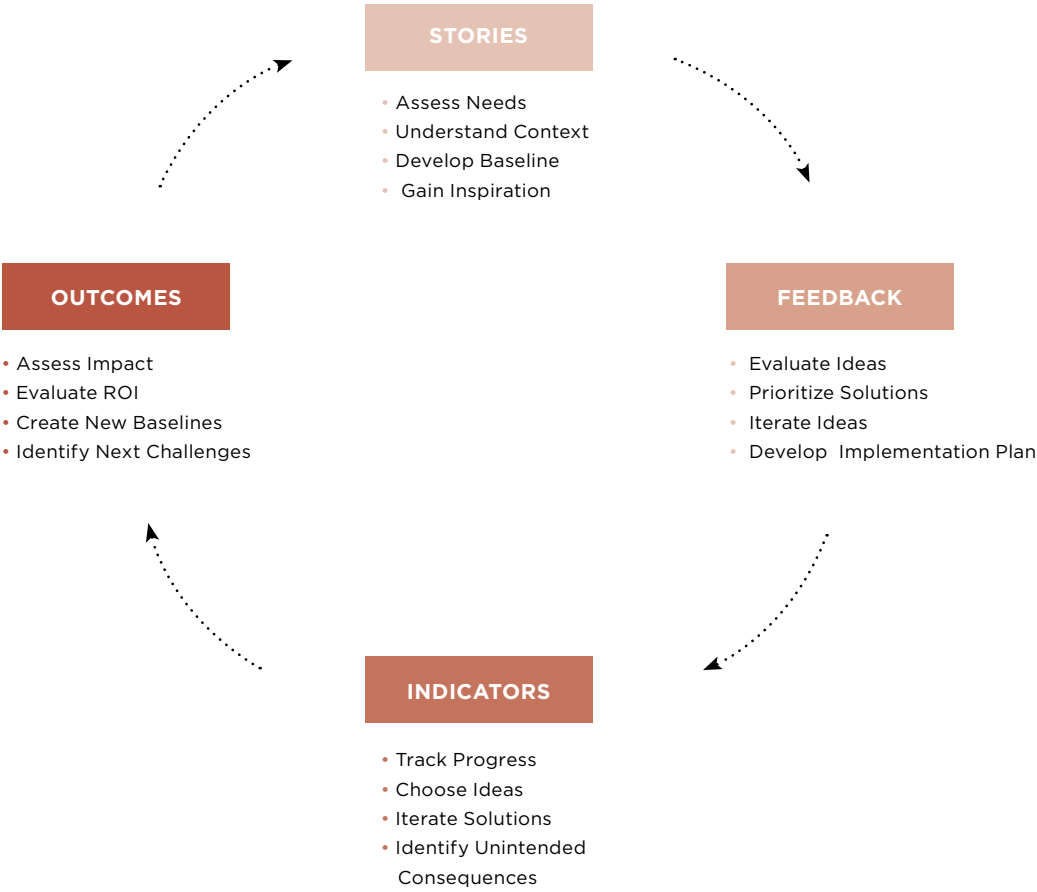 STORIES
• Assess Needs
• Understand Context
• Develop Baseline
• Gain Inspiration
OUTCOMES
• Assess Impact
• Evaluate ROI
• Create New Baselines
• Identify Next Challenges
FEEDBACK
• Evaluate Ideas
• Prioritize Solutions
• Iterate Ideas
• Develop Implementation Plan
INDICATORS
• Track Progress
• Choose Ideas
• Iterate Solutions
• Identify Unintended
Consequences